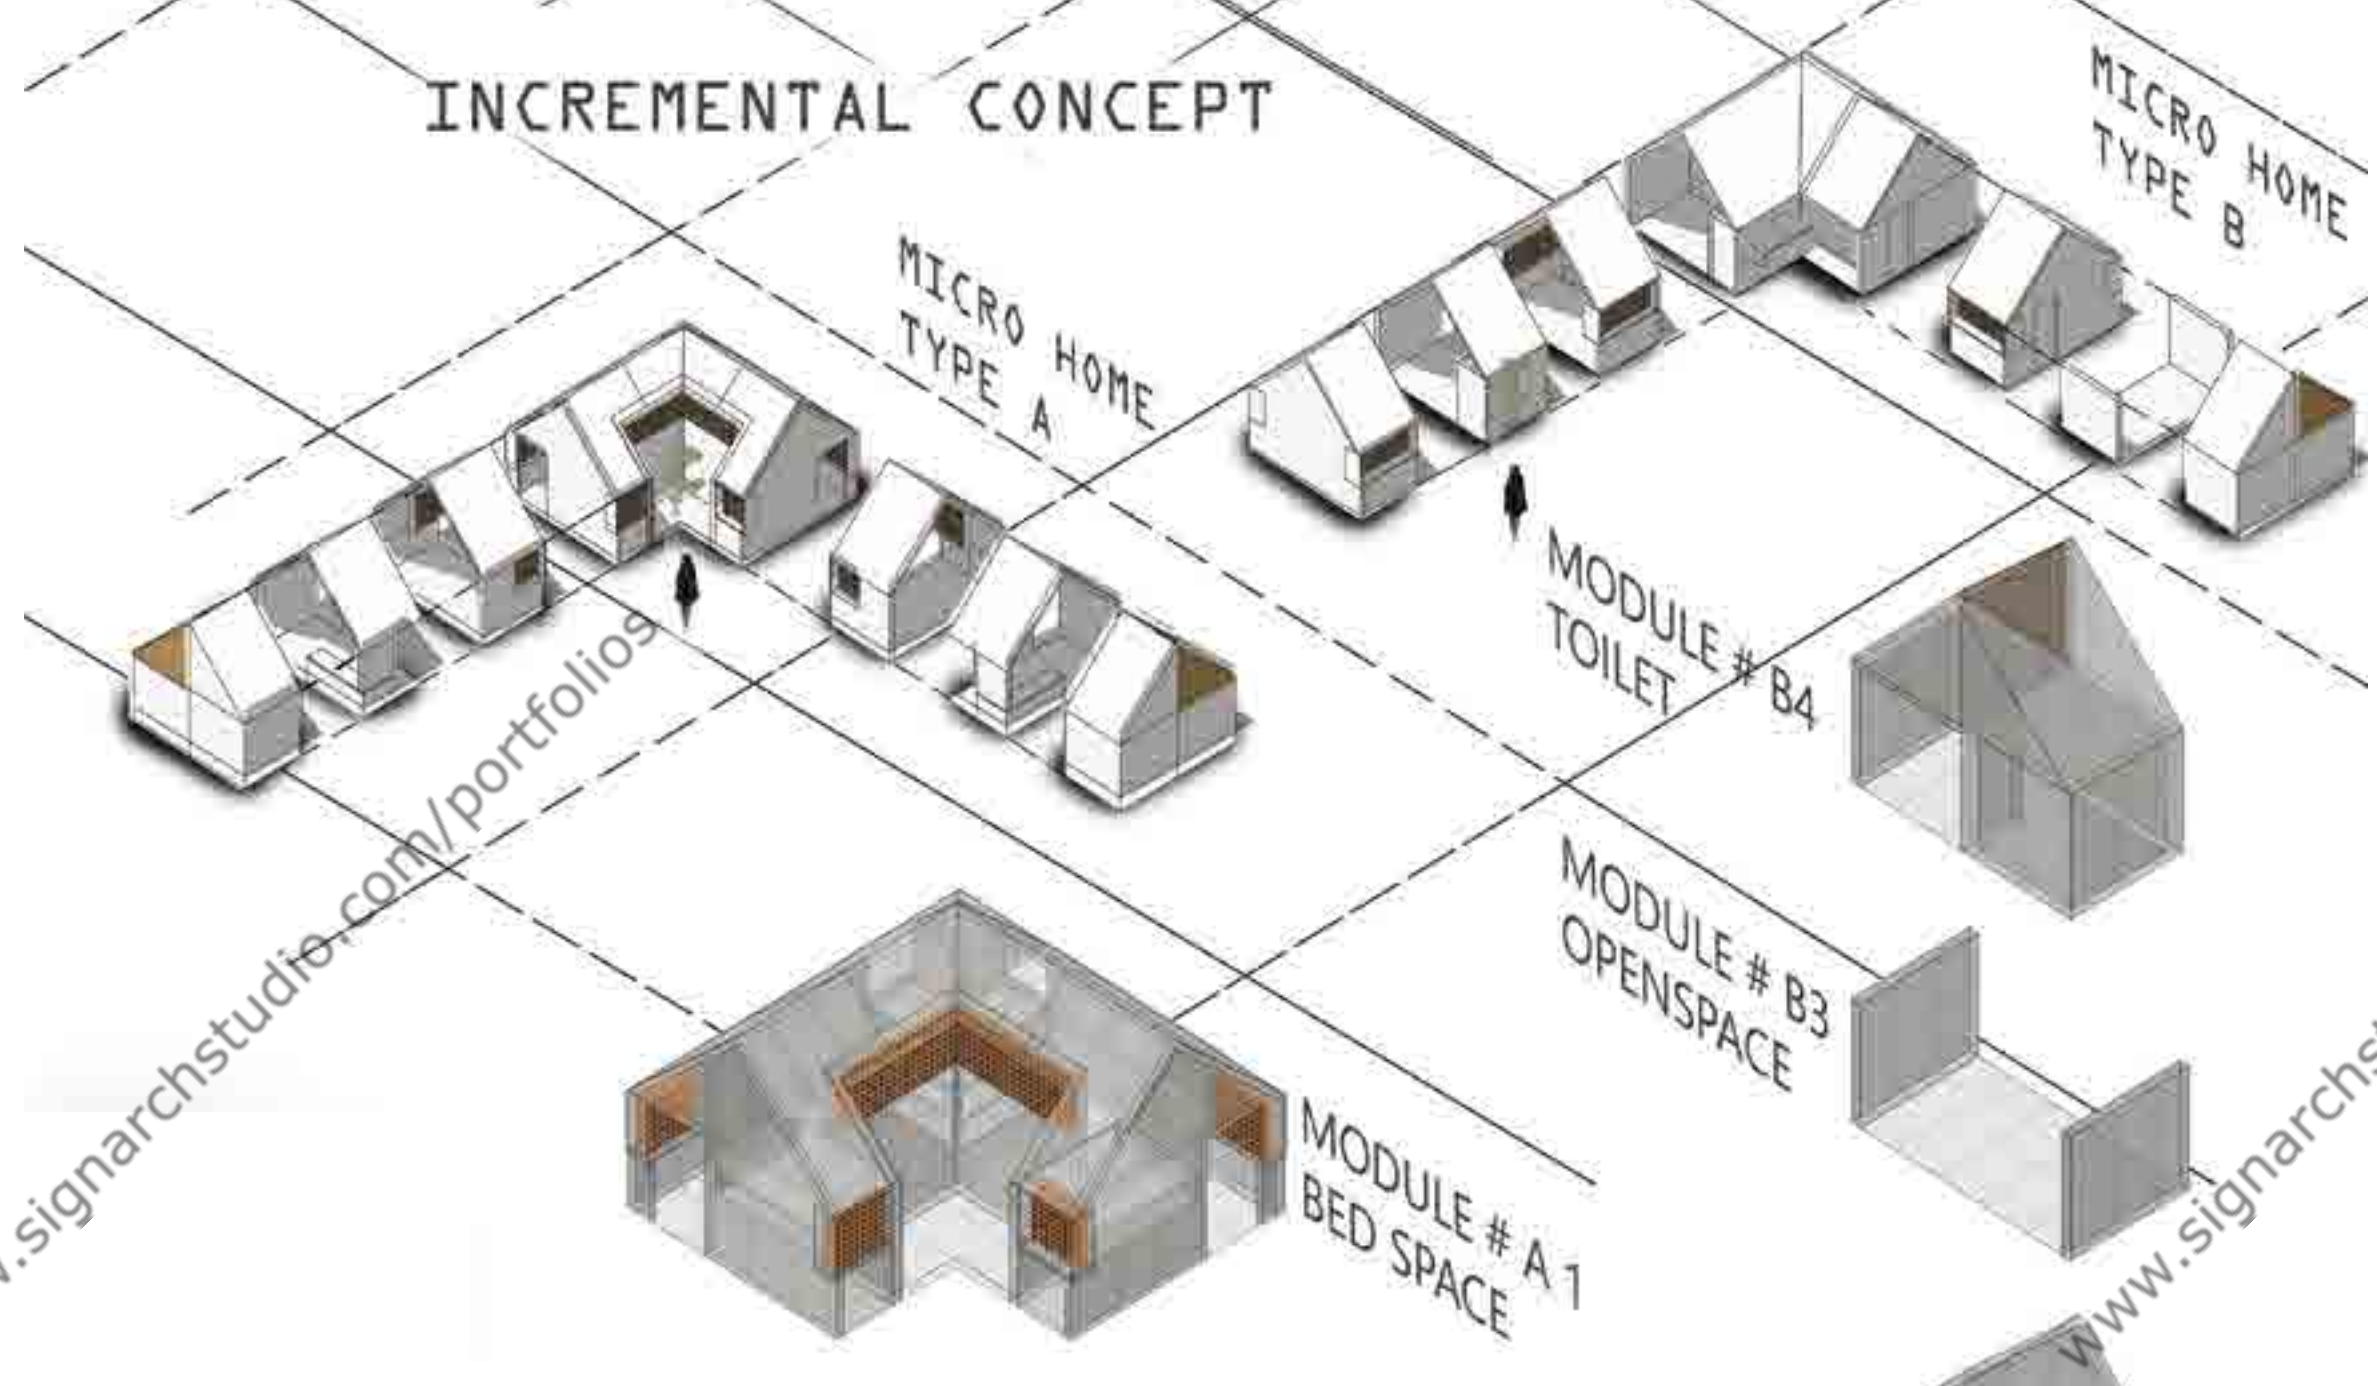 INCREMENTAL CONCEPT
MICRO HOME
TYPE A
MICRO HOME
TYPE B
MODULE # B4
TOILET
MODULE # B3
OPENSPACE
MODULE # A 1
BED SPACE
.signarchstudio.com/portfolios
www.signarchs